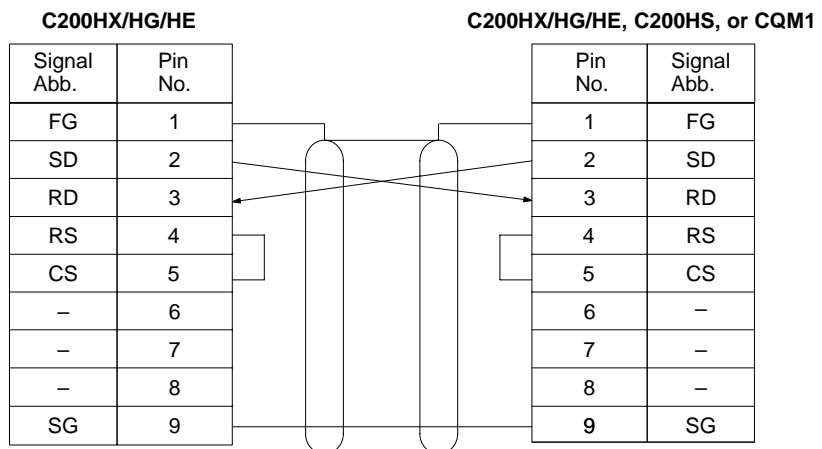 C200HX/HG/HE
C200HX/HG/HE, C200HS, or CQM1
Signal Abb. Pin No.
Pin No. Signal Abb.
FG 1
1 FG
SD 2
2 SD
RD 3
3 RD
RS 4
4 RS
CS 5
5 CS
– 6
6 –
– 7
7 –
– 8
8 –
SG 9
9 SG